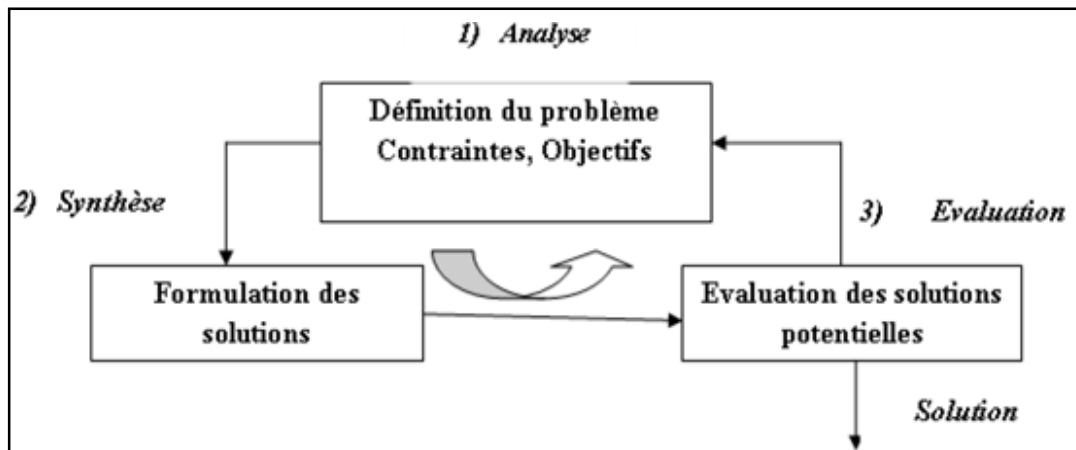 1) Analyse
Définition du problème
Contraintes, Objectifs
2) Synthèse
3) Evaluation
Formulation des
solutions
Evaluation des solutions
potentielles
Solution